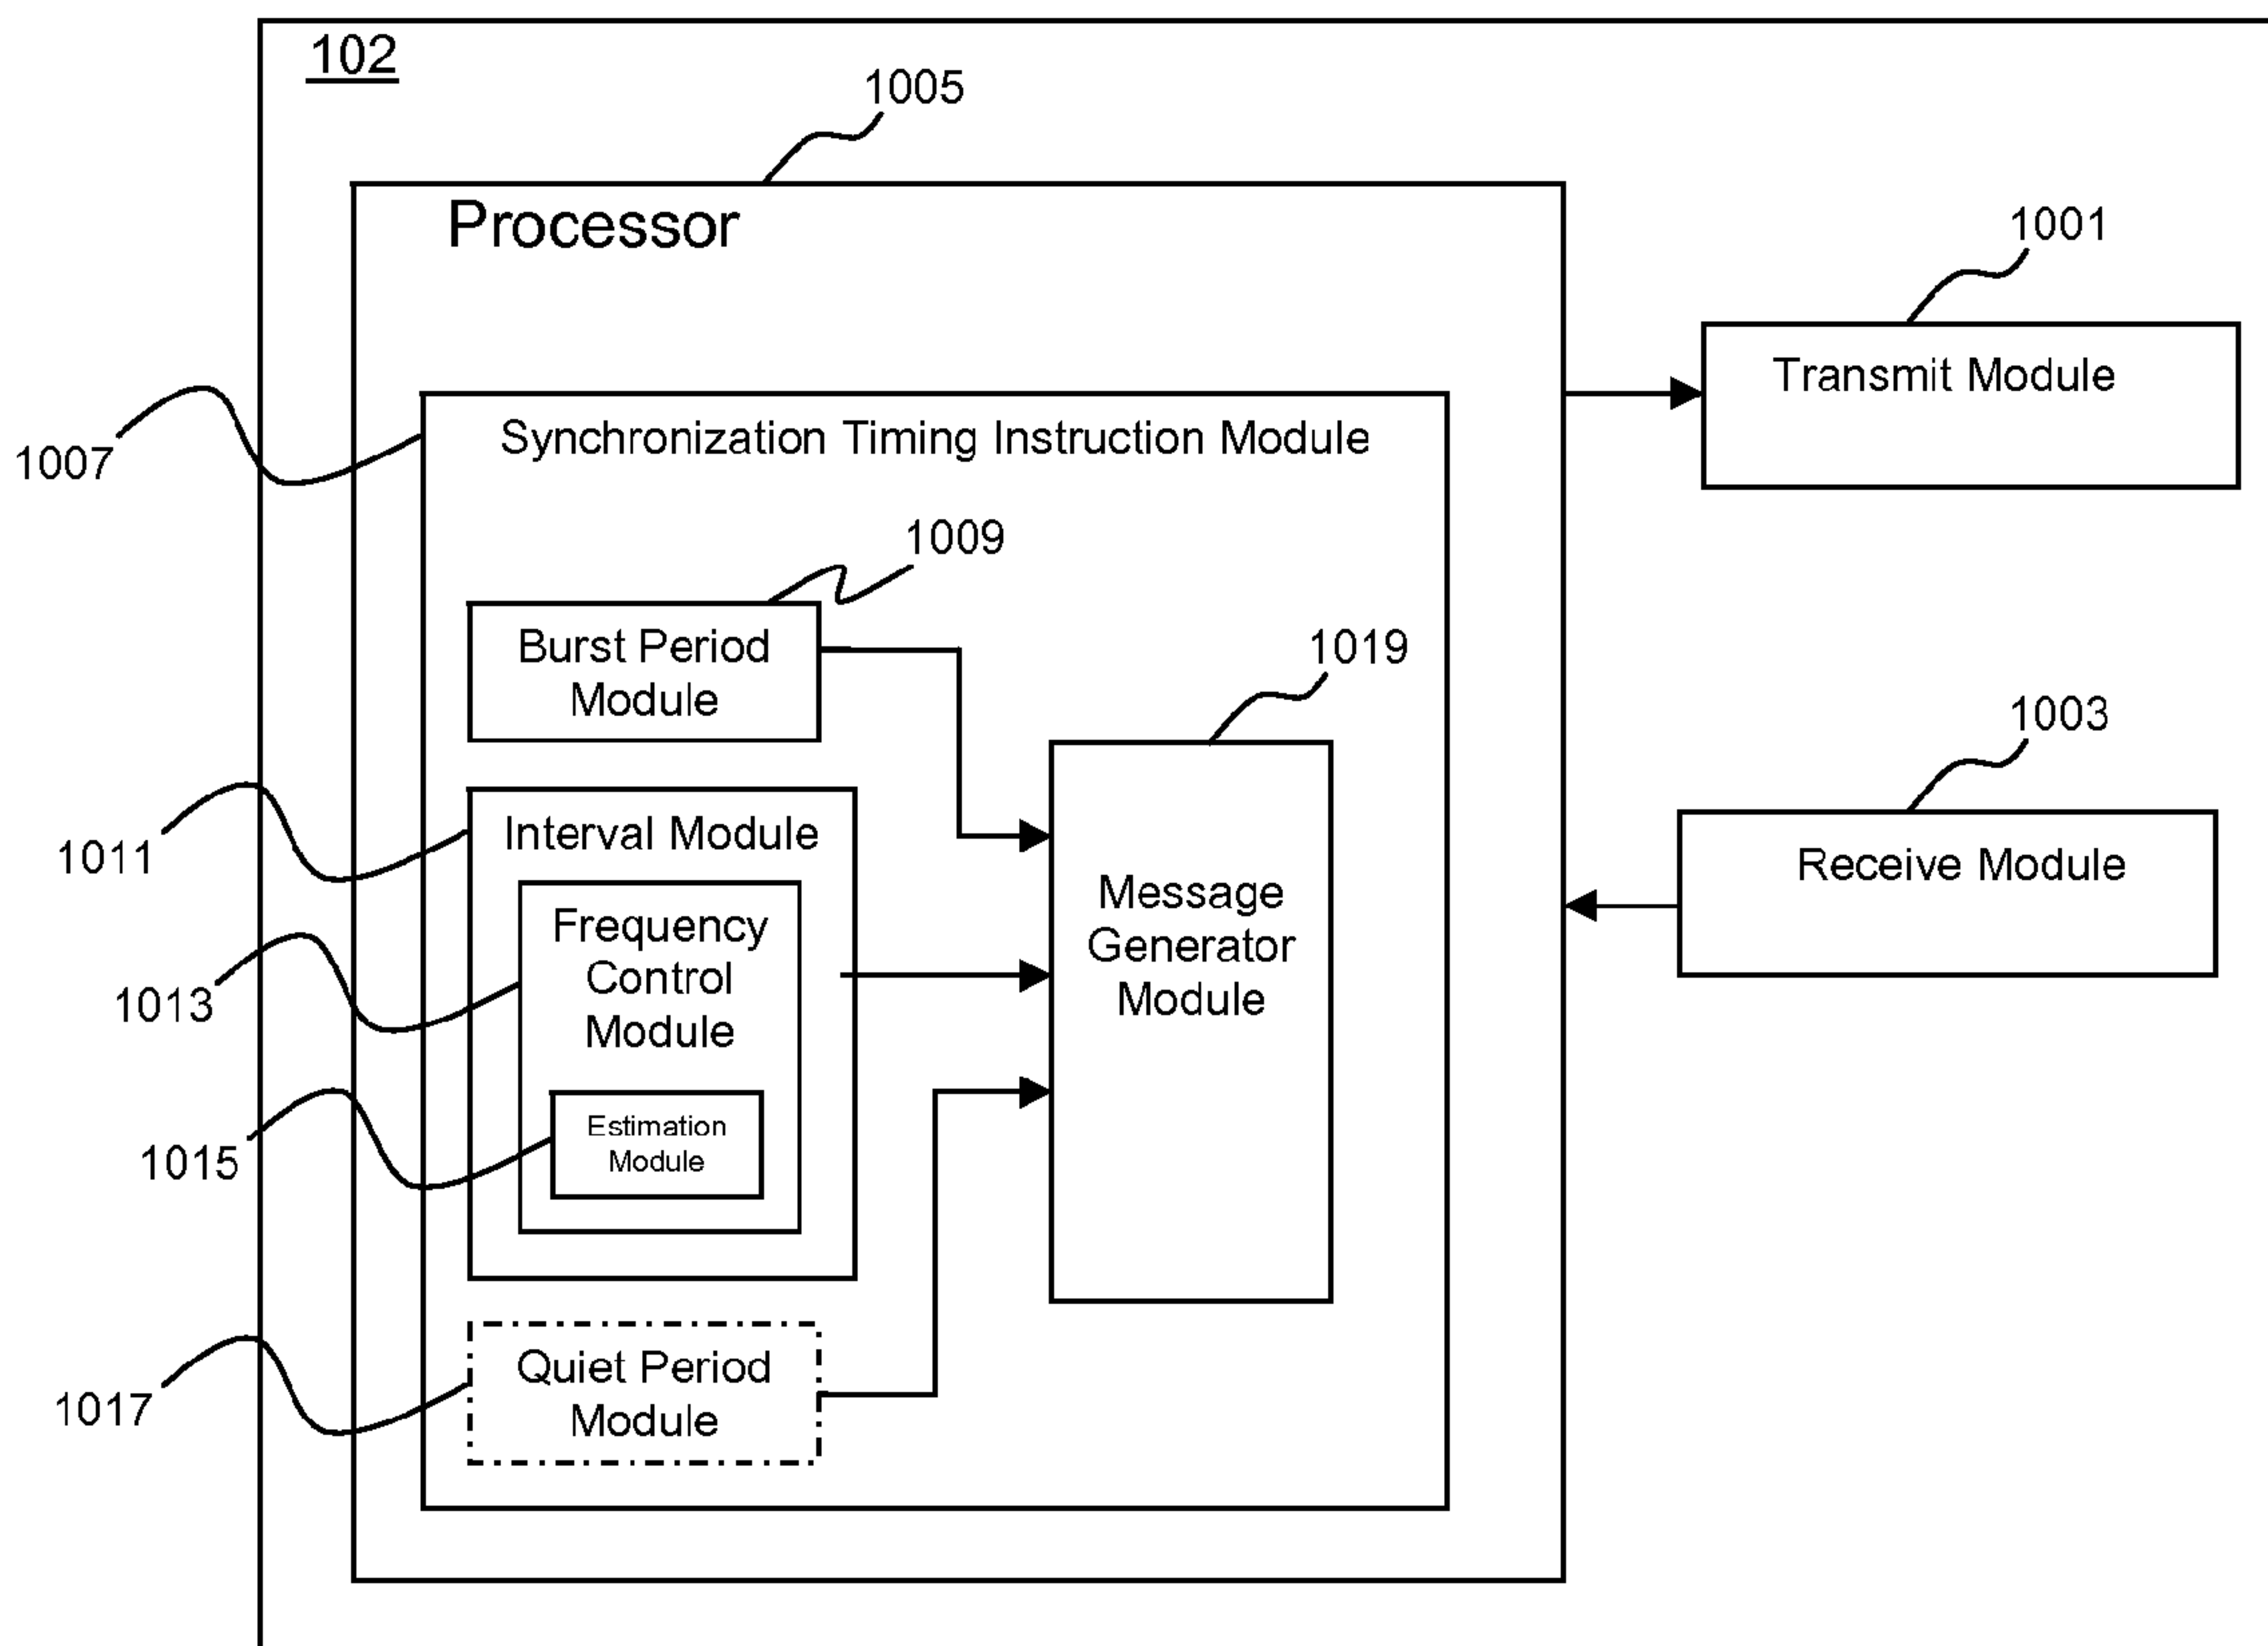 102
1005
Processor
1001
Transmit Module
1007
Synchronization Timing Instruction Module
1009
Burst Period
Module
1019
1003
Receive Module
1011
Interval Module
Frequency
Control
Module
Message
Generator
Module
1013
Estimation
Module
1015
Quiet Period
Module
1017